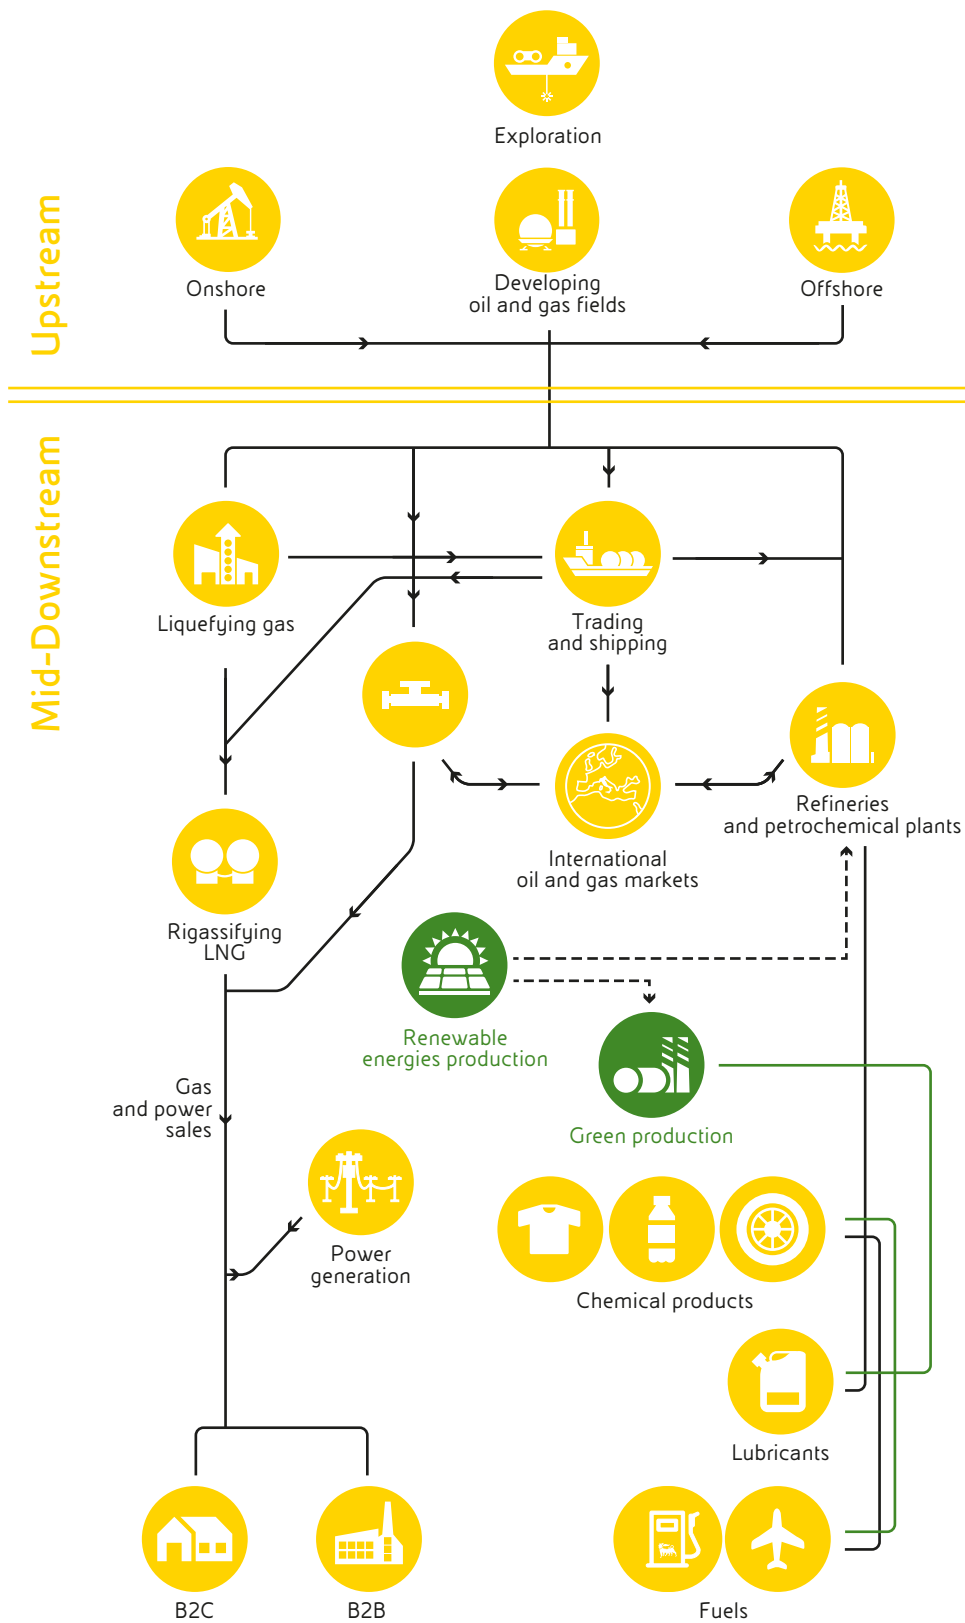 Exploration
Upstream
Onshore
Developing
oil and gas fields
Offshore
Mid-Downstream
Liquefying gas
Trading
and shipping
Refineries
and petrochemical plants
International
oil and gas markets
Rigassifying
LNG
Renewable
energies production
Gas
and power
sales
Green production
Power
generation
Chemical products
Lubricants
B2C
B2B
Fuels